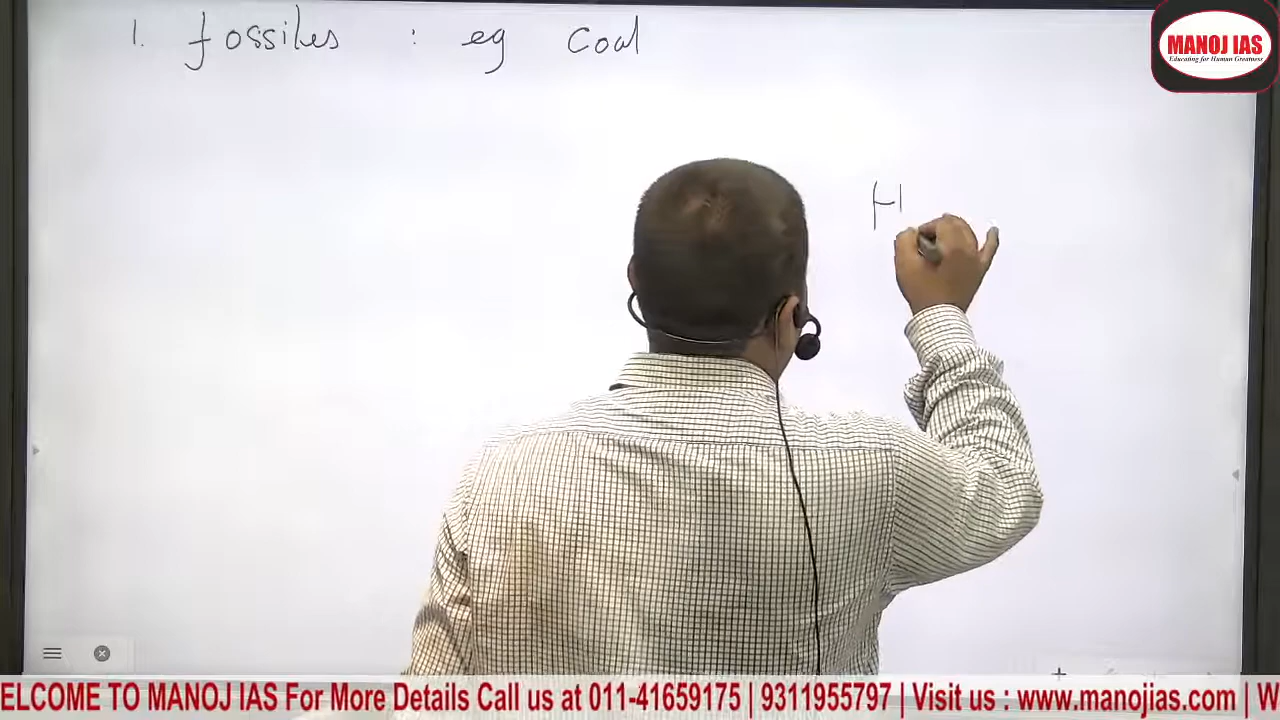 1. fossiles : eg Coal
MANOJ IAS
Educating for Human Greatness
H
ELCOME TO MANOJ IAS For More Details Call us at 011-41659175 | 9311955797 | Visit us : www.manojias.com | W